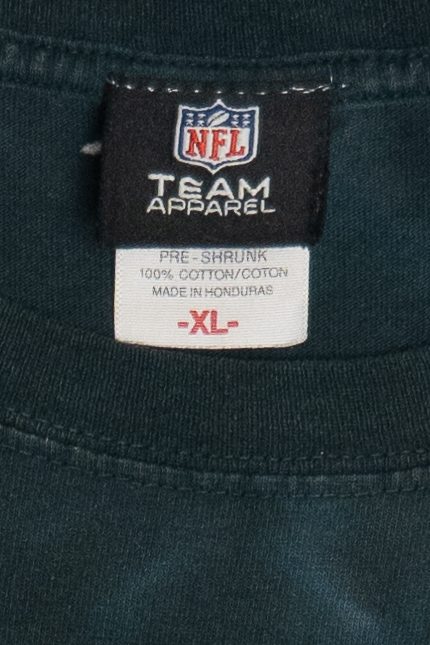 NFL
TEAM
APPAREL
PRE-SHRUNK
100% COTTON/COTON
MADE IN HONDURAS
-XL-